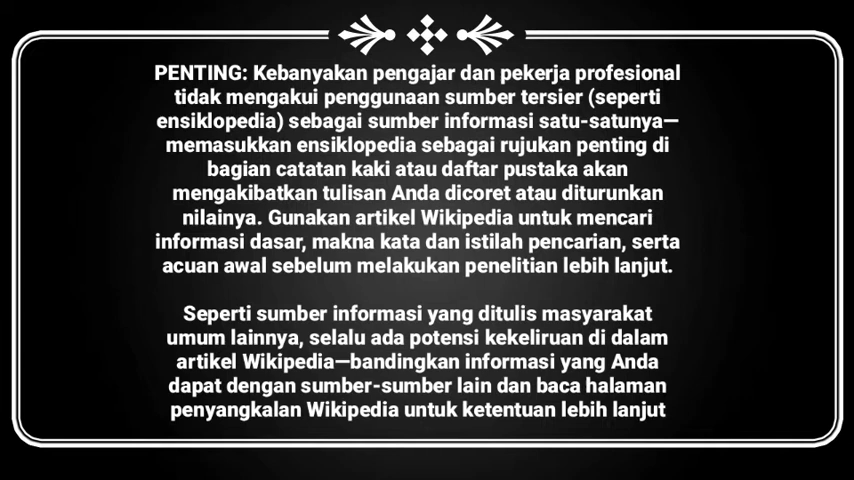 PENTING: Kebanyakan pengajar dan pekerja profesional
tidak mengakui penggunaan sumber tersier (seperti
ensiklopedia) sebagai sumber informasi satu-satunya—
memasukkan ensiklopedia sebagai rujukan penting di
bagian catatan kaki atau daftar pustaka akan
mengakibatkan tulisan Anda dicoret atau diturunkan
nilainya. Gunakan artikel Wikipedia untuk mencari
informasi dasar, makna kata dan istilah pencarian, serta
acuan awal sebelum melakukan penelitian lebih lanjut.
Seperti sumber informasi yang ditulis masyarakat
umum lainnya, selalu ada potensi kekeliruan di dalam
artikel Wikipedia—bandingkan informasi yang Anda
dapat dengan sumber-sumber lain dan baca halaman
penyangkalan Wikipedia untuk ketentuan lebih lanjut